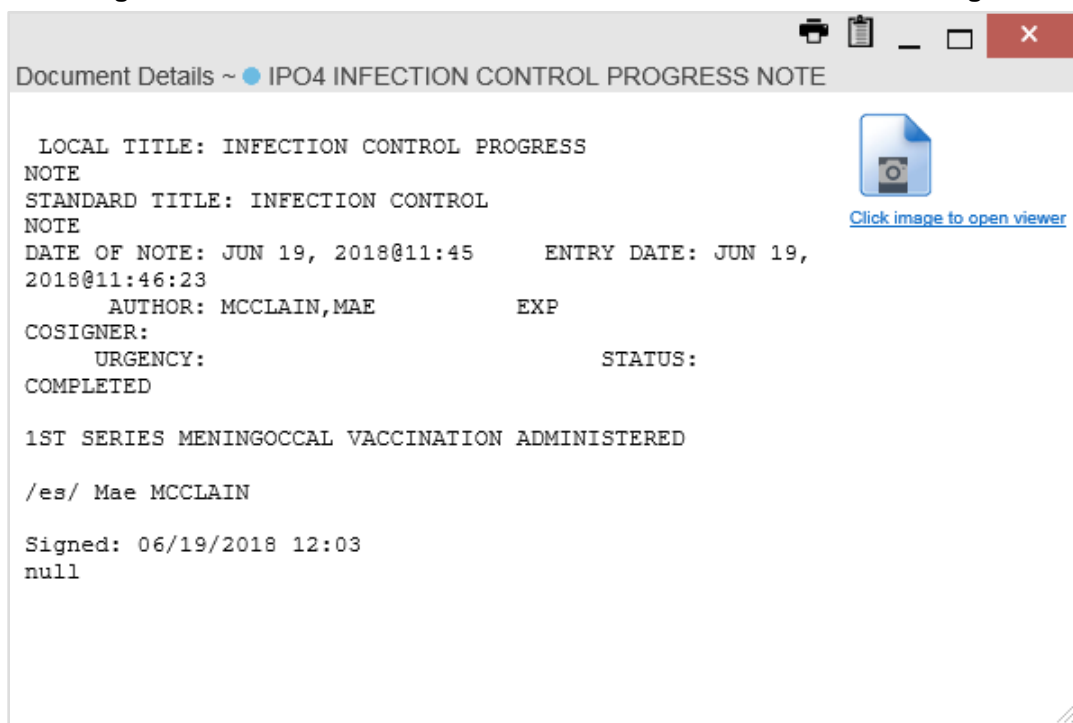 Document Details ~ IPO4 INFECTION CONTROL PROGRESS NOTE
LOCAL TITLE: INFECTION CONTROL PROGRESS
NOTE
STANDARD TITLE: INFECTION CONTROL
NOTE
DATE OF NOTE: JUN 19, 2018@11:45 ENTRY DATE: JUN 19,
2018@11:46:23
AUTHOR: MCCLAIN,MAE EXP
COSIGNER:
URGENCY: STATUS:
COMPLETED
1ST SERIES MENINGOCCAL VACCINATION ADMINISTERED
/es/ Mae MCCLAIN
Signed: 06/19/2018 12:03
null
Click image to open viewer